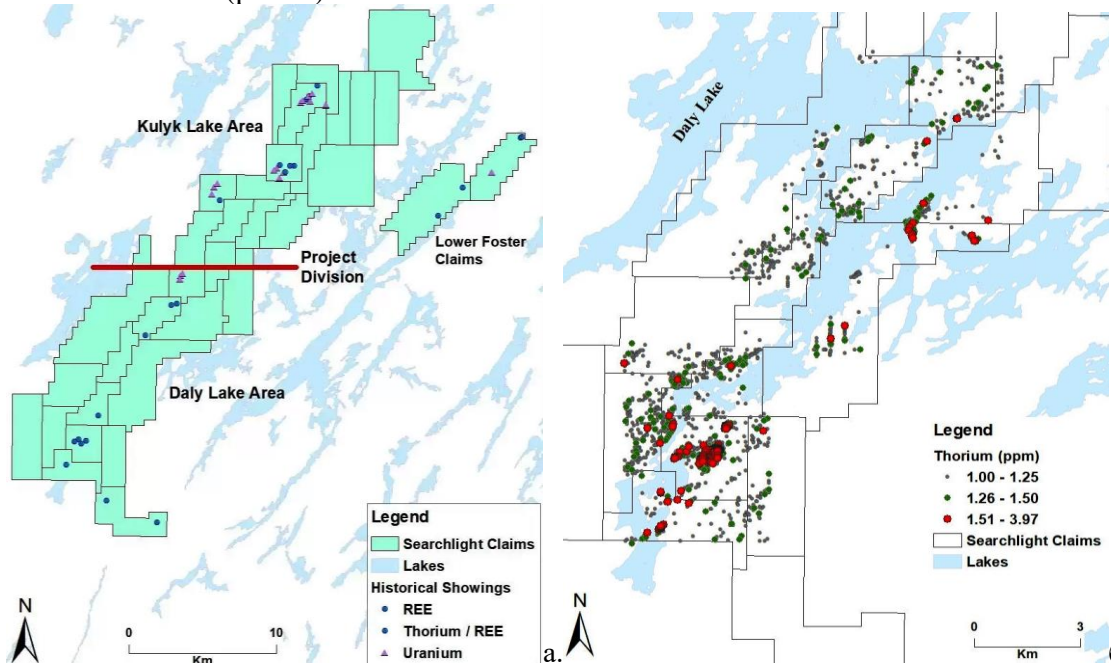 Kulyk Lake Area
Lower Foster
Claims
Project
Division
Daly Lake Area
N
0 10
Km
Legend
Searchlight Claims
Lakes
Historical Showings
REE
Thorium / REE
Uranium
a.
Daly Lake
Legend
Thorium (ppm)
1.00 - 1.25
1.26 - 1.50
1.51 - 3.97
Searchlight Claims
Lakes
N
0 3
Km